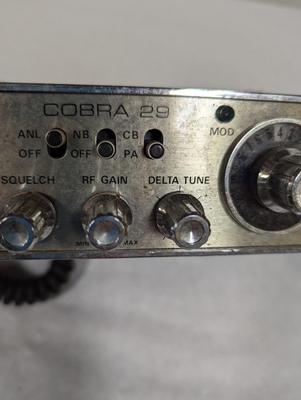 COBRA 29
ANL NB CB MOD
OFF OFF PA
SQUELCH RF GAIN DELTA TUNE
MIN MAX